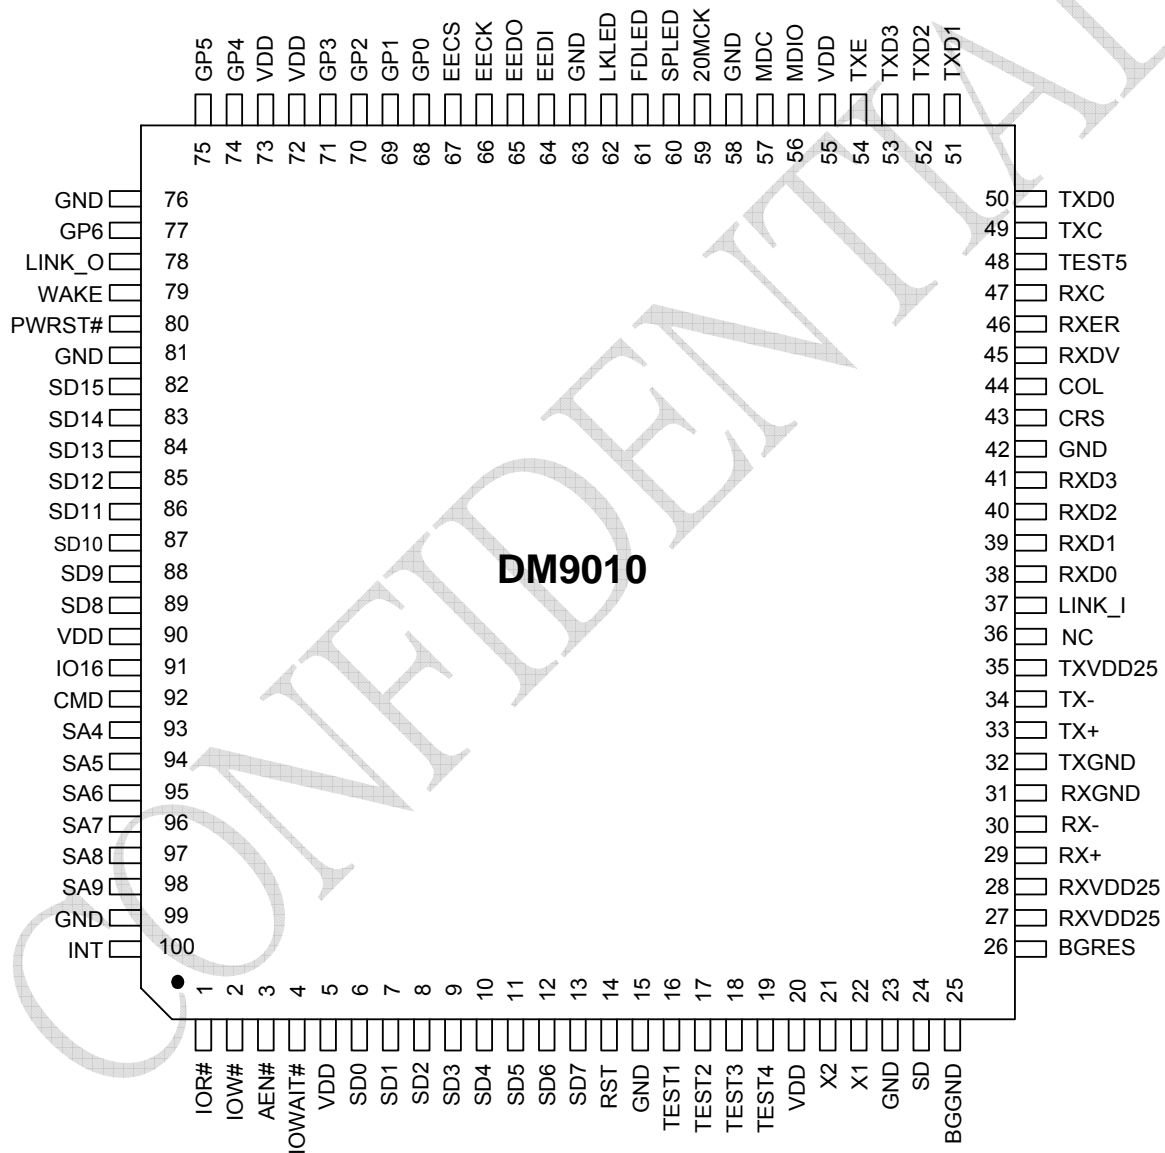 GP5 GP4 VDD VDD GP3 GP2 GP1 GP0 EECS EECK EEDO EEDI GND LKLED FDLED SPLED 20MCK GND MDC MDIO VDD TXE TXD3 TXD2 TXD1
75 74 73 72 71 70 69 68 67 66 65 64 63 62 61 60 59 58 57 56 55 54 53 52 51
GND 76 50 TXD0
GP6 77 49 TXC
LINK_O 78 48 TEST5
WAKE 79 47 RXC
PWRST# 80 46 RXER
GND 81 45 RXDV
SD15 82 44 COL
SD14 83 43 CRS
SD13 84 42 GND
SD12 85 41 RXD3
SD11 86 40 RXD2
SD10 87 39 RXD1
DM9010
SD9 88 38 RXD0
SD8 89 37 LINK_I
VDD 90 36 NC
IO16 91 35 TXVDD25
CMD 92 34 TX-
SA4 93 33 TX+
SA5 94 32 TXGND
SA6 95 31 RXGND
SA7 96 30 RX-
SA8 97 29 RX+
SA9 98 28 RXVDD25
GND 99 27 RXVDD25
INT 100 26 BGRES
1 2 3 4 5 6 7 8 9 10 11 12 13 14 15 16 17 18 19 20 21 22 23 24 25
IOR# IOW# AEN# IOWAIT# VDD SD0 SD1 SD2 SD3 SD4 SD5 SD6 SD7 RST GND TEST1 TEST2 TEST3 TEST4 VDD X2 X1 GND SD BGGND
CONFIDENTIAL